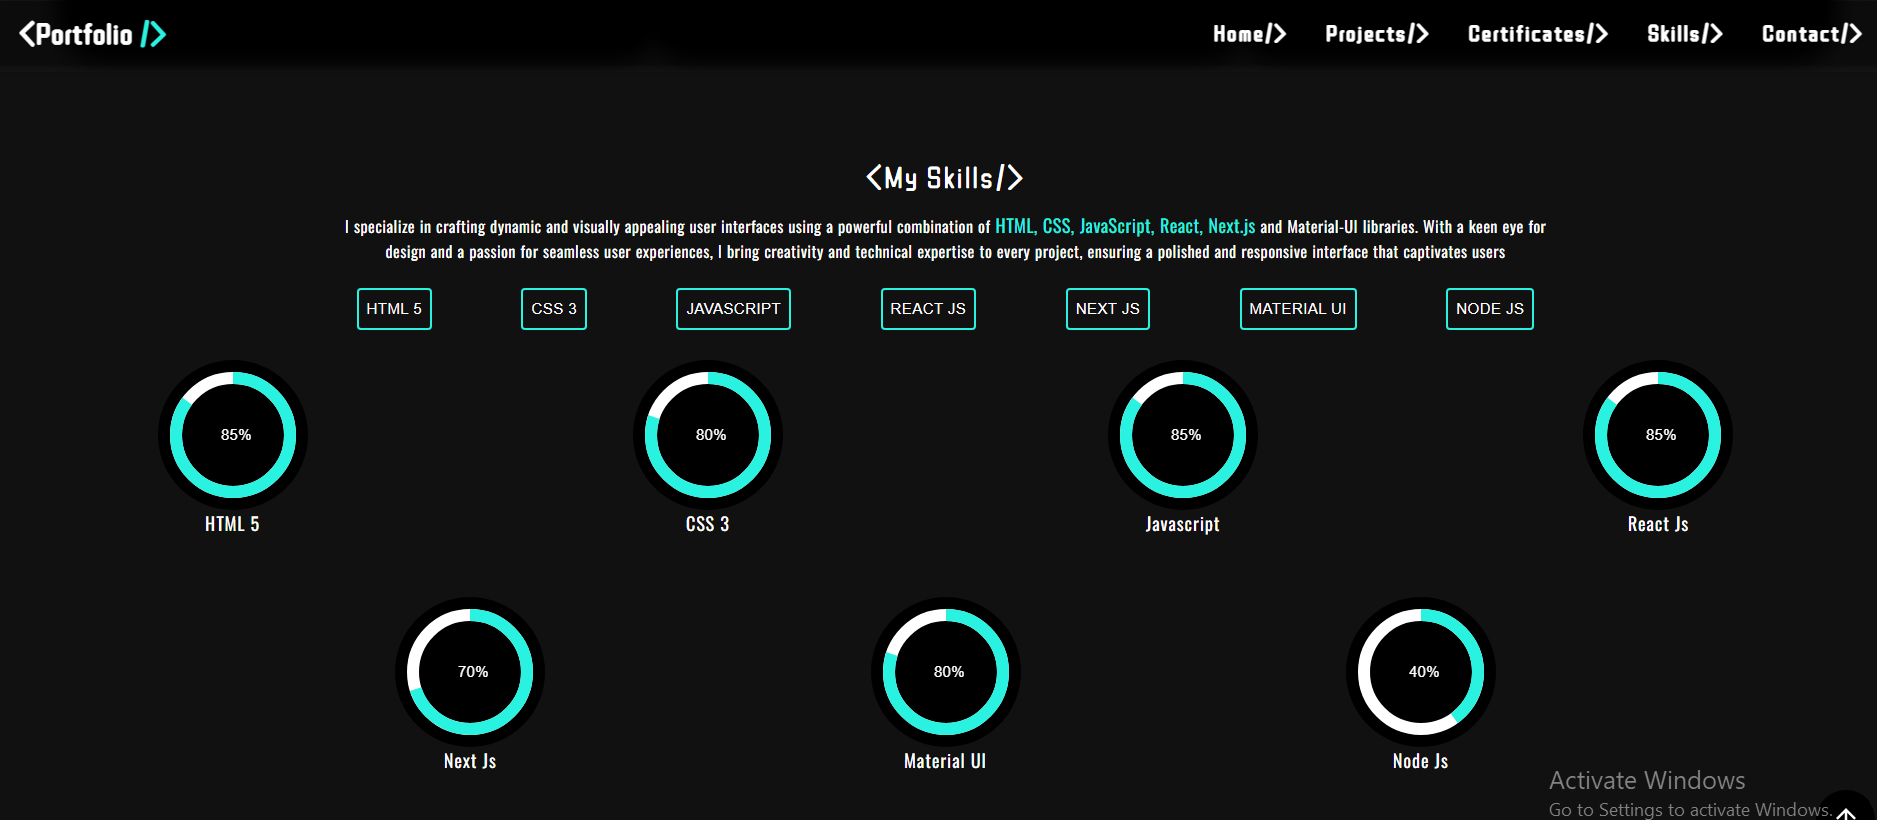 <Portfolio />
Home/> Projects/> Certificates/> Skills/> Contact/>
<My Skills/>
I specialize in crafting dynamic and visually appealing user interfaces using a powerful combination of HTML, CSS, JavaScript, React, Next.js and Material-UI libraries. With a keen eye for
design and a passion for seamless user experiences, I bring creativity and technical expertise to every project, ensuring a polished and responsive interface that captivates users
HTML 5 CSS 3 JAVASCRIPT REACT JS NEXT JS MATERIAL UI NODE JS
85% 80% 85% 85%
HTML 5 CSS 3 Javascript React Js
70% 80% 40%
Next Js Material UI Node Js
Activate Windows
Go to Settings to activate Windows.